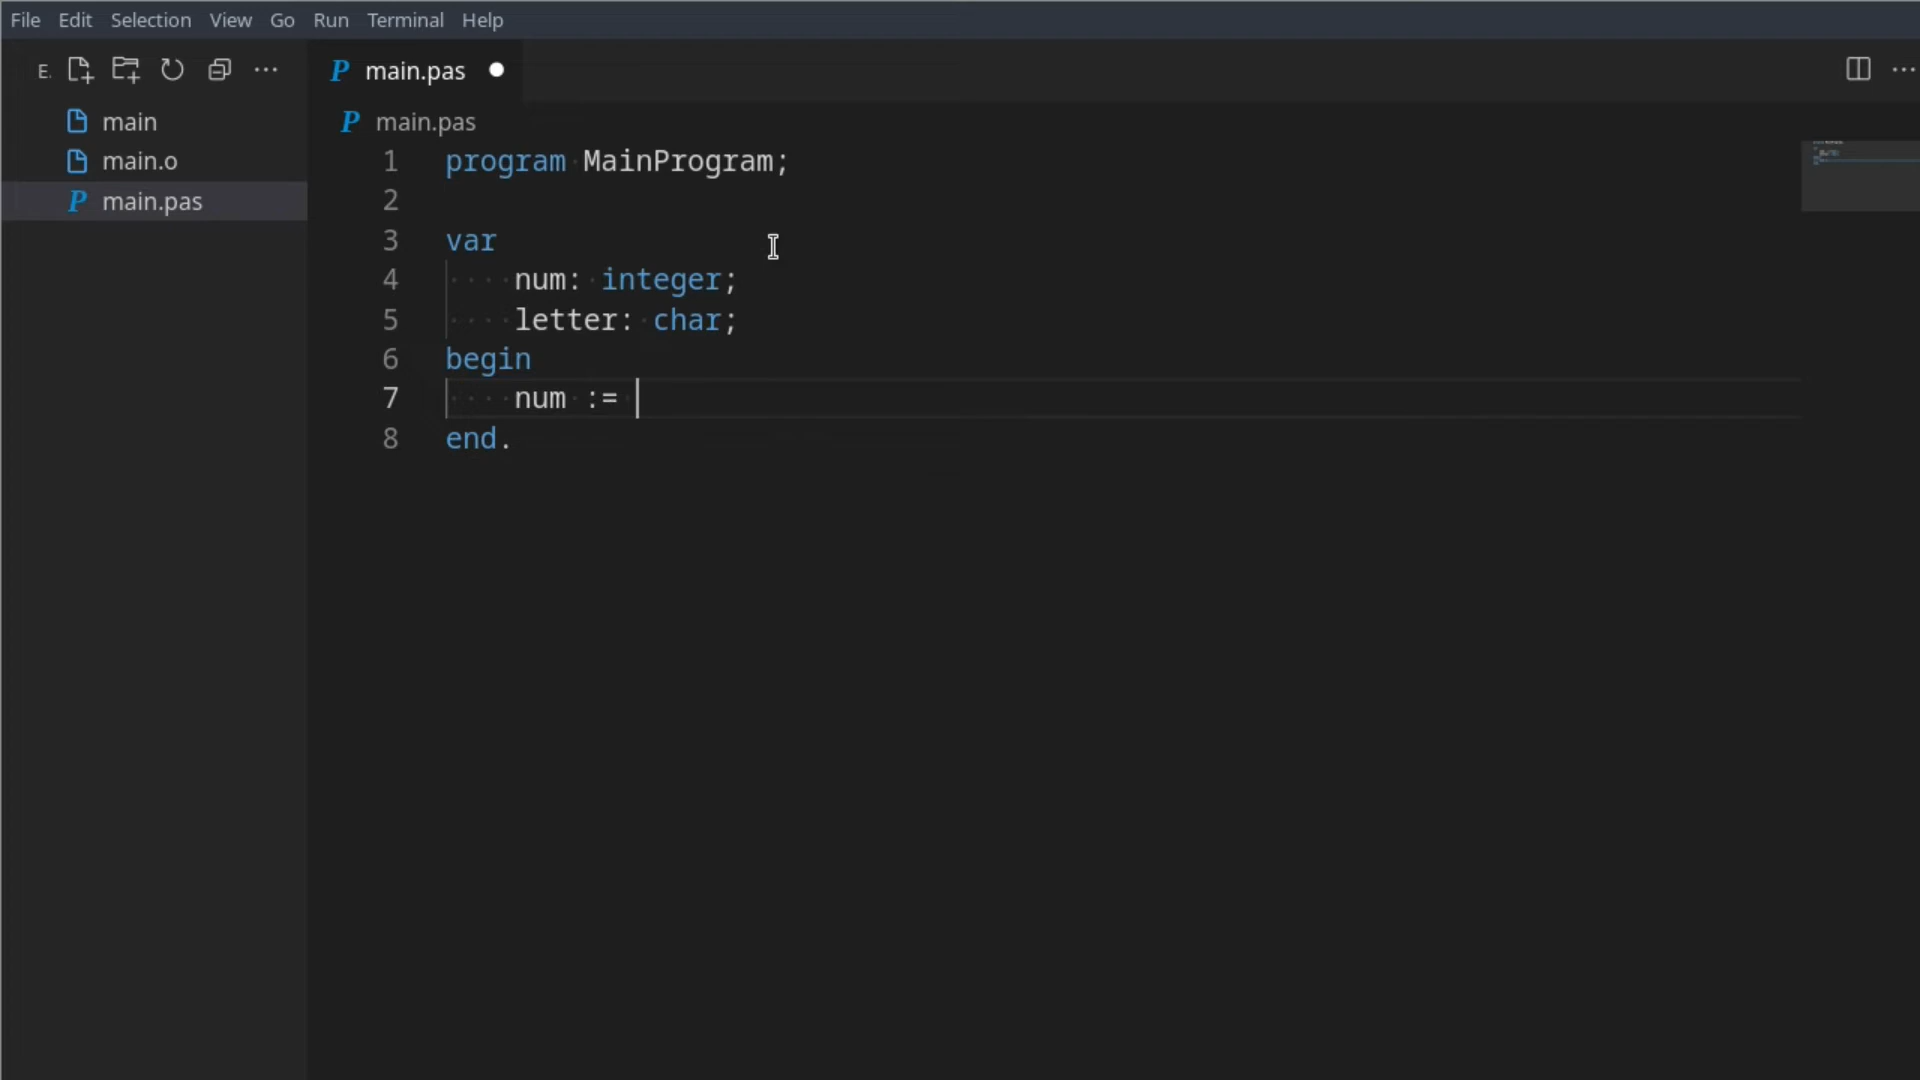 File Edit Selection View Go Run Terminal Help
E. main.pas
main
main.o
main.pas
main.pas
1 program MainProgram;
2
3 var
4 num: integer;
5 letter: char;
6 begin
7 num :=
8 end.